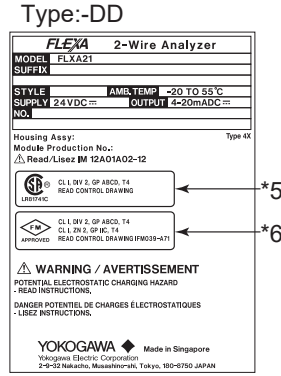 Type:-DD
FLEXA 2-Wire Analyzer
MODEL FLXA21
SUFFIX
STYLE AMB.TEMP -20 TO 55℃
SUPPLY 24VDC⎓ OUTPUT 4-20mADC⎓
NO.
Housing Assy: Type 4X
Module Production No.:
⚠ Read/Lisez IM 12A01A02-12
CL I, DIV 2, GP ABCD, T4
READ CONTROL DRAWING
LR81741C
*5
CL I, DIV 2, GP ABCD, T4
CL I, ZN 2, GP IIC, T4
READ CONTROL DRAWING IFM039-A71
FM
APPROVED
*6
⚠ WARNING / AVERTISSEMENT
POTENTIAL ELECTROSTATIC CHARGING HAZARD
- READ INSTRUCTIONS.
DANGER POTENTIEL DE CHARGES ÉLECTROSTATIQUES
- LISEZ INSTRUCTIONS.
YOKOGAWA ◆ Made in Singapore
Yokogawa Electric Corporation
2-9-32 Nakacho, Musashino-shi, Tokyo, 180-8750 JAPAN